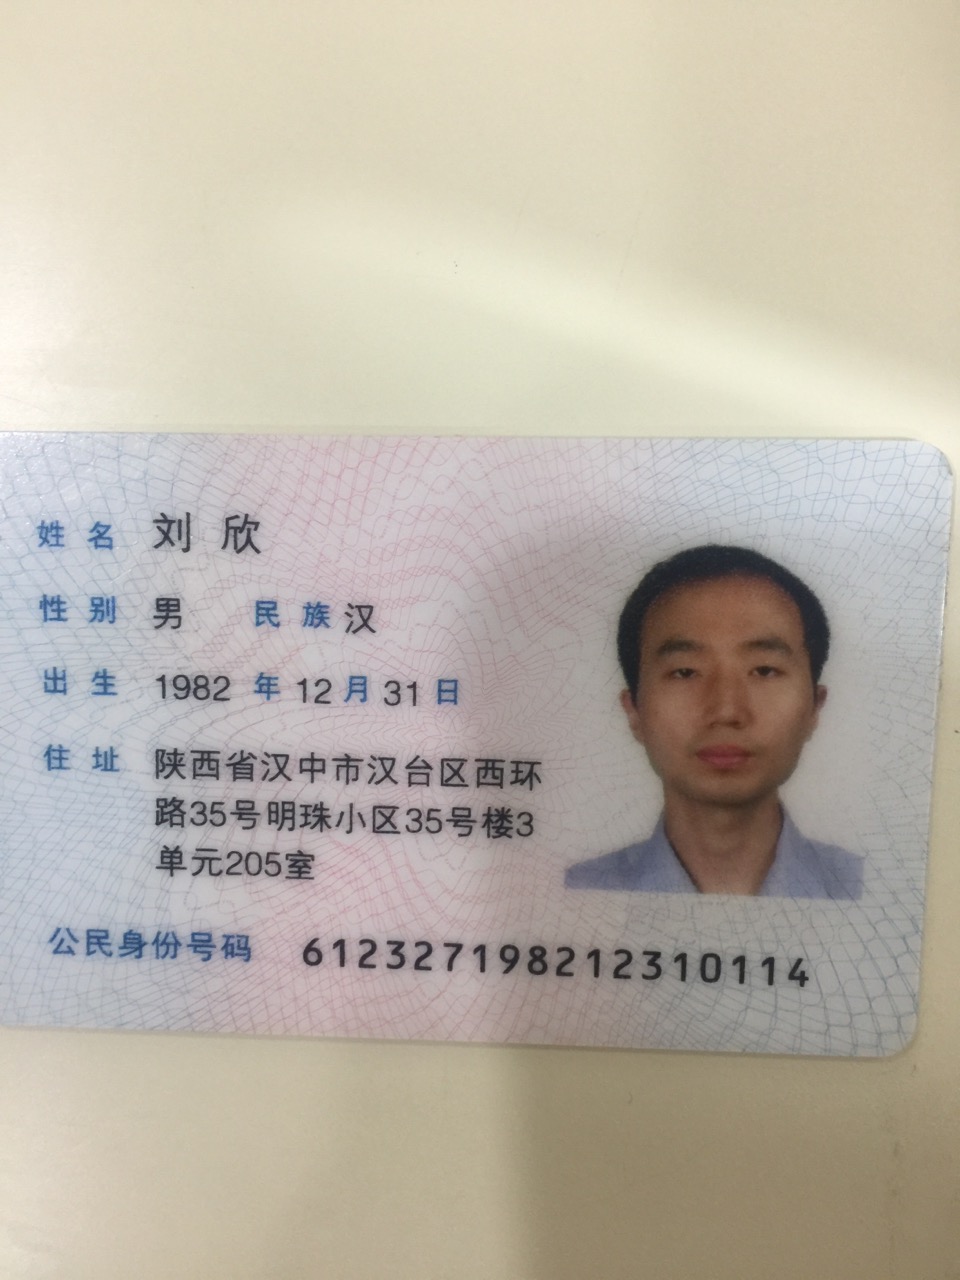 姓名 刘欣
性别 男 民族 汉
出生 1982 年 12 月 31 日
住址 陕西省汉中市汉台区西环
路35号明珠小区35号楼3
单元205室
公民身份号码 612327198212310114